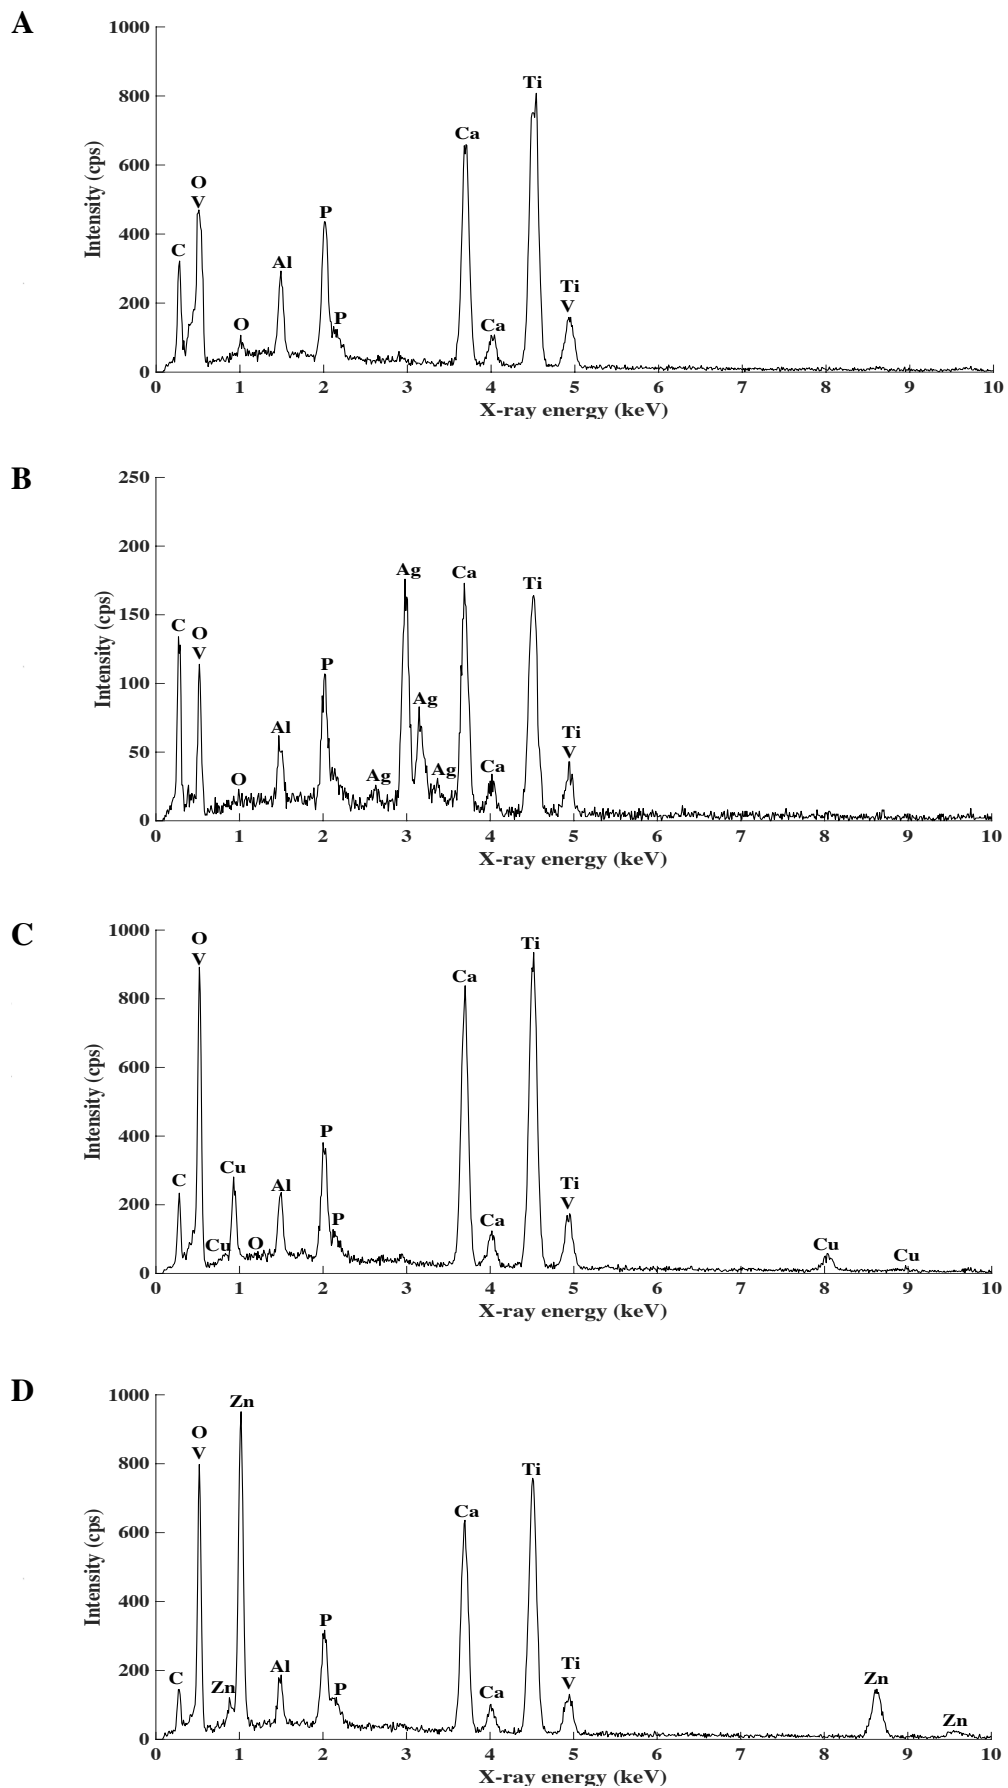 A
1000
800
600
400
200
0
Intensity (cps)
C
O
V
O
Al
P
P
Ca
Ca
Ti
Ti
V
0 1 2 3 4 5 6 7 8 9 10
X-ray energy (keV)
B
250
200
150
100
50
0
Intensity (cps)
C
O
V
O
Al
P
Ag
Ag
Ag
Ag
Ca
Ca
Ti
Ti
V
0 1 2 3 4 5 6 7 8 9 10
X-ray energy (keV)
C
1000
800
600
400
200
0
Intensity (cps)
C
O
V
Cu
Cu
O
Al
P
P
Ca
Ca
Ti
Ti
V
Cu
Cu
0 1 2 3 4 5 6 7 8 9 10
X-ray energy (keV)
D
1000
800
600
400
200
0
Intensity (cps)
C
O
V
Zn
Zn
Al
P
P
Ca
Ca
Ti
Ti
V
Zn
Zn
0 1 2 3 4 5 6 7 8 9 10
X-ray energy (keV)